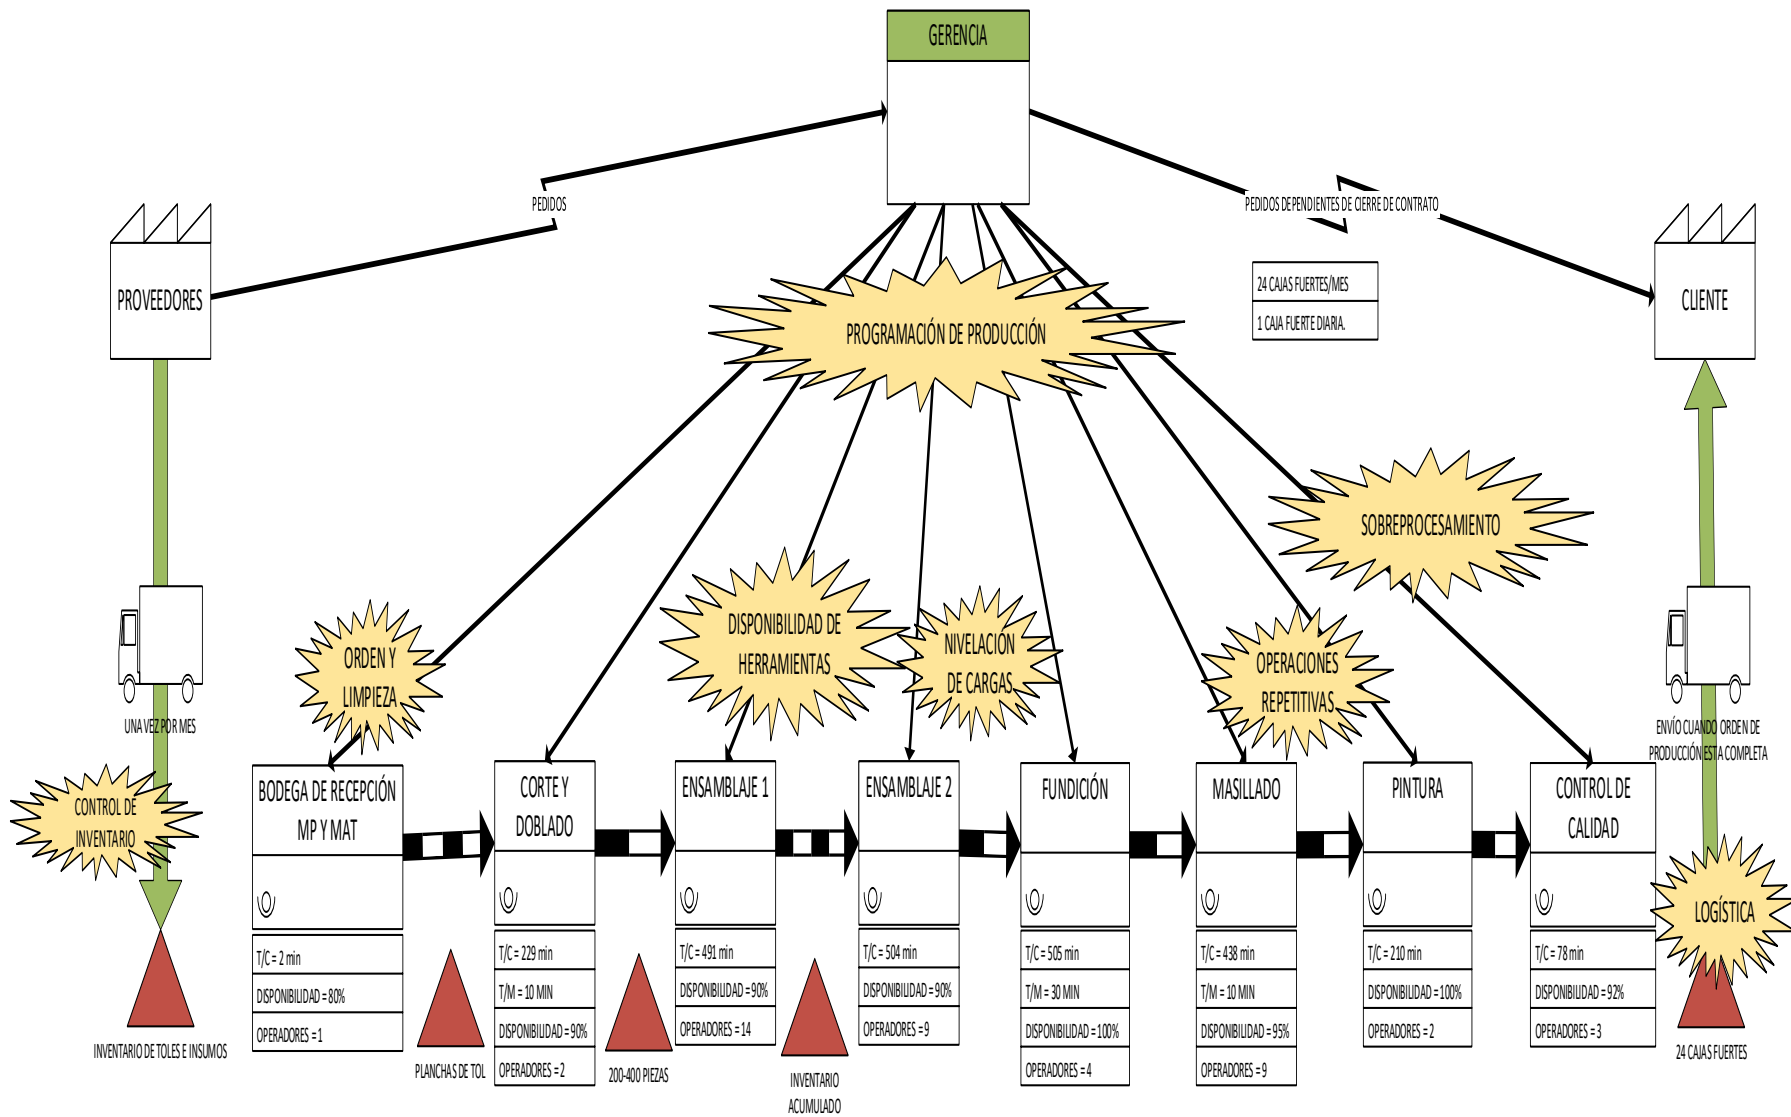 GERENCIA
PEDIDOS
PEDIDOS DEPENDIENTES DE CIERRE DE CONTRATO
PROVEEDORES
24 CAJAS FUERTES/MES
1 CAJA FUERTE DIARIA.
CLIENTE
PROGRAMACIÓN DE PRODUCCIÓN
SOBREPROCESAMIENTO
ORDEN Y
LIMPIEZA
DISPONIBILIDAD DE
HERRAMIENTAS
NIVELACIÓN
DE CARGAS
OPERACIONES
REPETITIVAS
UNA VEZ POR MES
ENVÍO CUANDO ORDEN DE
PRODUCCIÓN ESTA COMPLETA
CONTROL DE
INVENTARIO
BODEGA DE RECEPCIÓN
MP Y MAT
T/C = 2 min
DISPONIBILIDAD = 80%
OPERADORES = 1
CORTE Y
DOBLADO
T/C = 229 min
T/M = 10 MIN
DISPONIBILIDAD = 90%
OPERADORES = 2
ENSAMBLAJE 1
T/C = 491 min
DISPONIBILIDAD = 90%
OPERADORES = 14
ENSAMBLAJE 2
T/C = 504 min
DISPONIBILIDAD = 90%
OPERADORES = 9
FUNDICIÓN
T/C = 505 min
T/M = 30 MIN
DISPONIBILIDAD = 100%
OPERADORES = 4
MASILLADO
T/C = 438 min
T/M = 10 MIN
DISPONIBILIDAD = 95%
OPERADORES = 9
PINTURA
T/C = 210 min
DISPONIBILIDAD = 100%
OPERADORES = 2
CONTROL DE
CALIDAD
T/C = 78 min
DISPONIBILIDAD = 92%
OPERADORES = 3
LOGÍSTICA
INVENTARIO DE TOLES E INSUMOS
PLANCHAS DE TOL
200-400 PIEZAS
INVENTARIO
ACUMULADO
24 CAJAS FUERTES